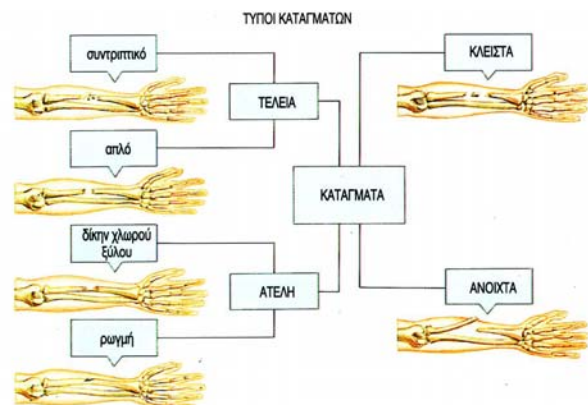 ΤΥΠΟΙ ΚΑΤΑΓΜΑΤΩΝ
συντριπτικό
ΤΕΛΕΙΑ
απλό
δίκην χλωρού
ξύλου
ΑΤΕΛΗ
ρωγμή
ΚΑΤΑΓΜΑΤΑ
ΚΛΕΙΣΤΑ
ΑΝΟΙΧΤΑ